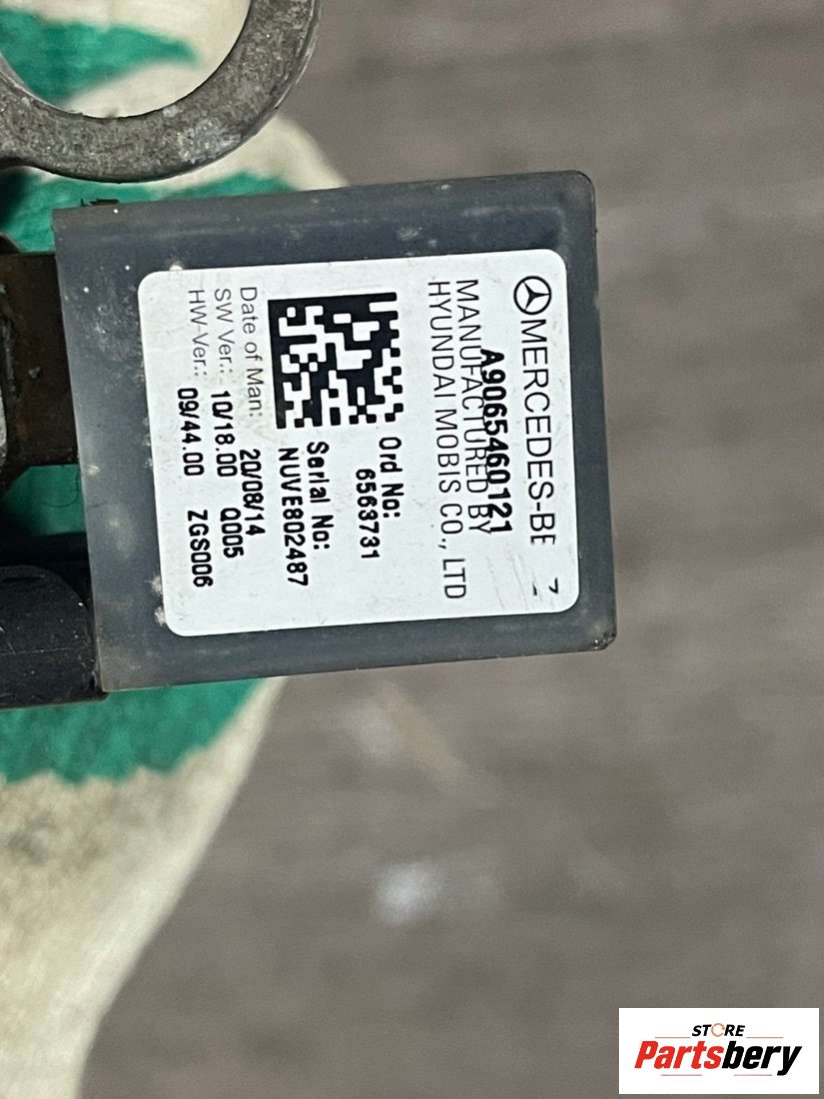 MERCEDES-BE Z
A9065460121
MANUFACTURED BY
HYUNDAI MOBIS CO., LTD
Ord No:
6563731
Serial No:
NUVE802487
Date of Man: 20/08/14
SW Ver.: 10/18.00 Q005
HW-Ver.: 09/44.00 ZGS006
STORE
Partsbery